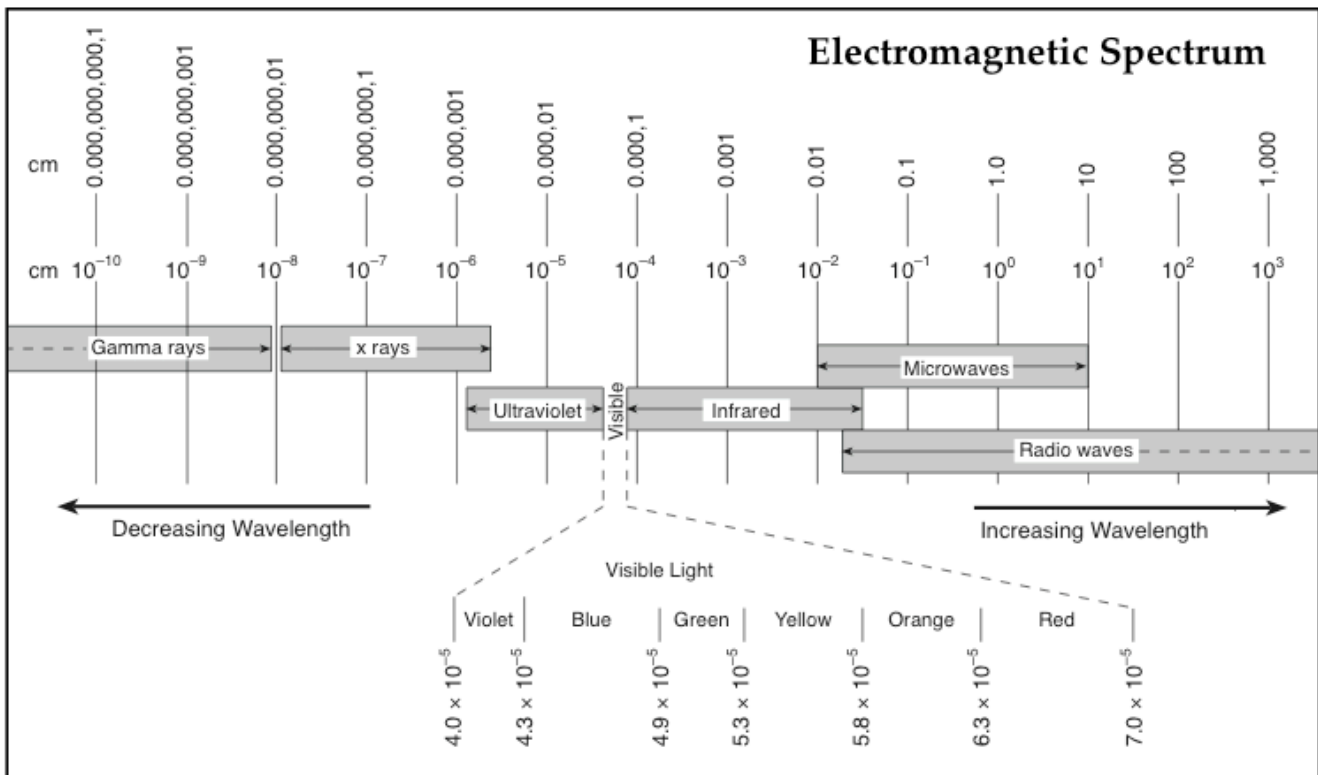 Electromagnetic Spectrum
cm 0.000,000,000,1 0.000,000,001 0.000,000,01 0.000,000,1 0.000,001 0.000,01 0.000,1 0.001 0.01 0.1 1.0 10 100 1,000
cm 10⁻¹⁰ 10⁻⁹ 10⁻⁸ 10⁻⁷ 10⁻⁶ 10⁻⁵ 10⁻⁴ 10⁻³ 10⁻² 10⁻¹ 10⁰ 10¹ 10² 10³
Gamma rays x rays
Microwaves
Ultraviolet Visible Infrared
Radio waves
Decreasing Wavelength Increasing Wavelength
Visible Light
Violet Blue Green Yellow Orange Red
4.0 × 10⁻⁵ 4.3 × 10⁻⁵ 4.9 × 10⁻⁵ 5.3 × 10⁻⁵ 5.8 × 10⁻⁵ 6.3 × 10⁻⁵ 7.0 × 10⁻⁵